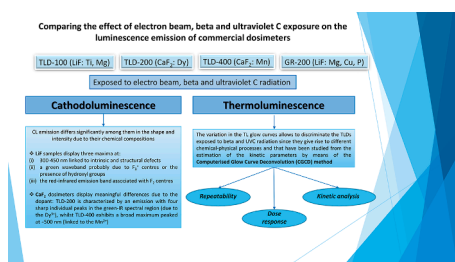 Comparing the effect of electron beam, beta and ultraviolet C exposure on the
luminescence emission of commercial dosimeters
TLD-100 (LiF: Ti, Mg)
TLD-200 (CaF2: Dy)
TLD-400 (CaF2: Mn)
GR-200 (LiF: Mg, Cu, P)
Exposed to electro beam, beta and ultraviolet C radiation
Cathodoluminescence
CL emission differs significantly among them in the shape and
intensity due to their chemical compositions
❖ LiF samples display three maxima at:
(i) 300-450 nm linked to intrinsic and structural defects
(ii) a green waveband probably due to F3+ centres or the
presence of hydroxyl groups
(iii) the red-infrared emission band associated with F2 centres
❖ CaF2 dosimeters display meaningful differences due to the
dopant: TLD-200 is characterized by an emission with four
sharp individual peaks in the green-IR spectral region (due to
the Dy3+), whilst TLD-400 exhibits a broad maximum peaked
at ~500 nm (linked to the Mn2+)
Thermoluminescence
The variation in the TL glow curves allows to discriminate the TLDs
exposed to beta and UVC radiation since they give rise to different
chemical-physical processes and that have been studied from the
estimation of the kinetic parameters by means of the
Computerised Glow Curve Deconvolution (CGCD) method
Repeatability
Dose
response
Kinetic analysis